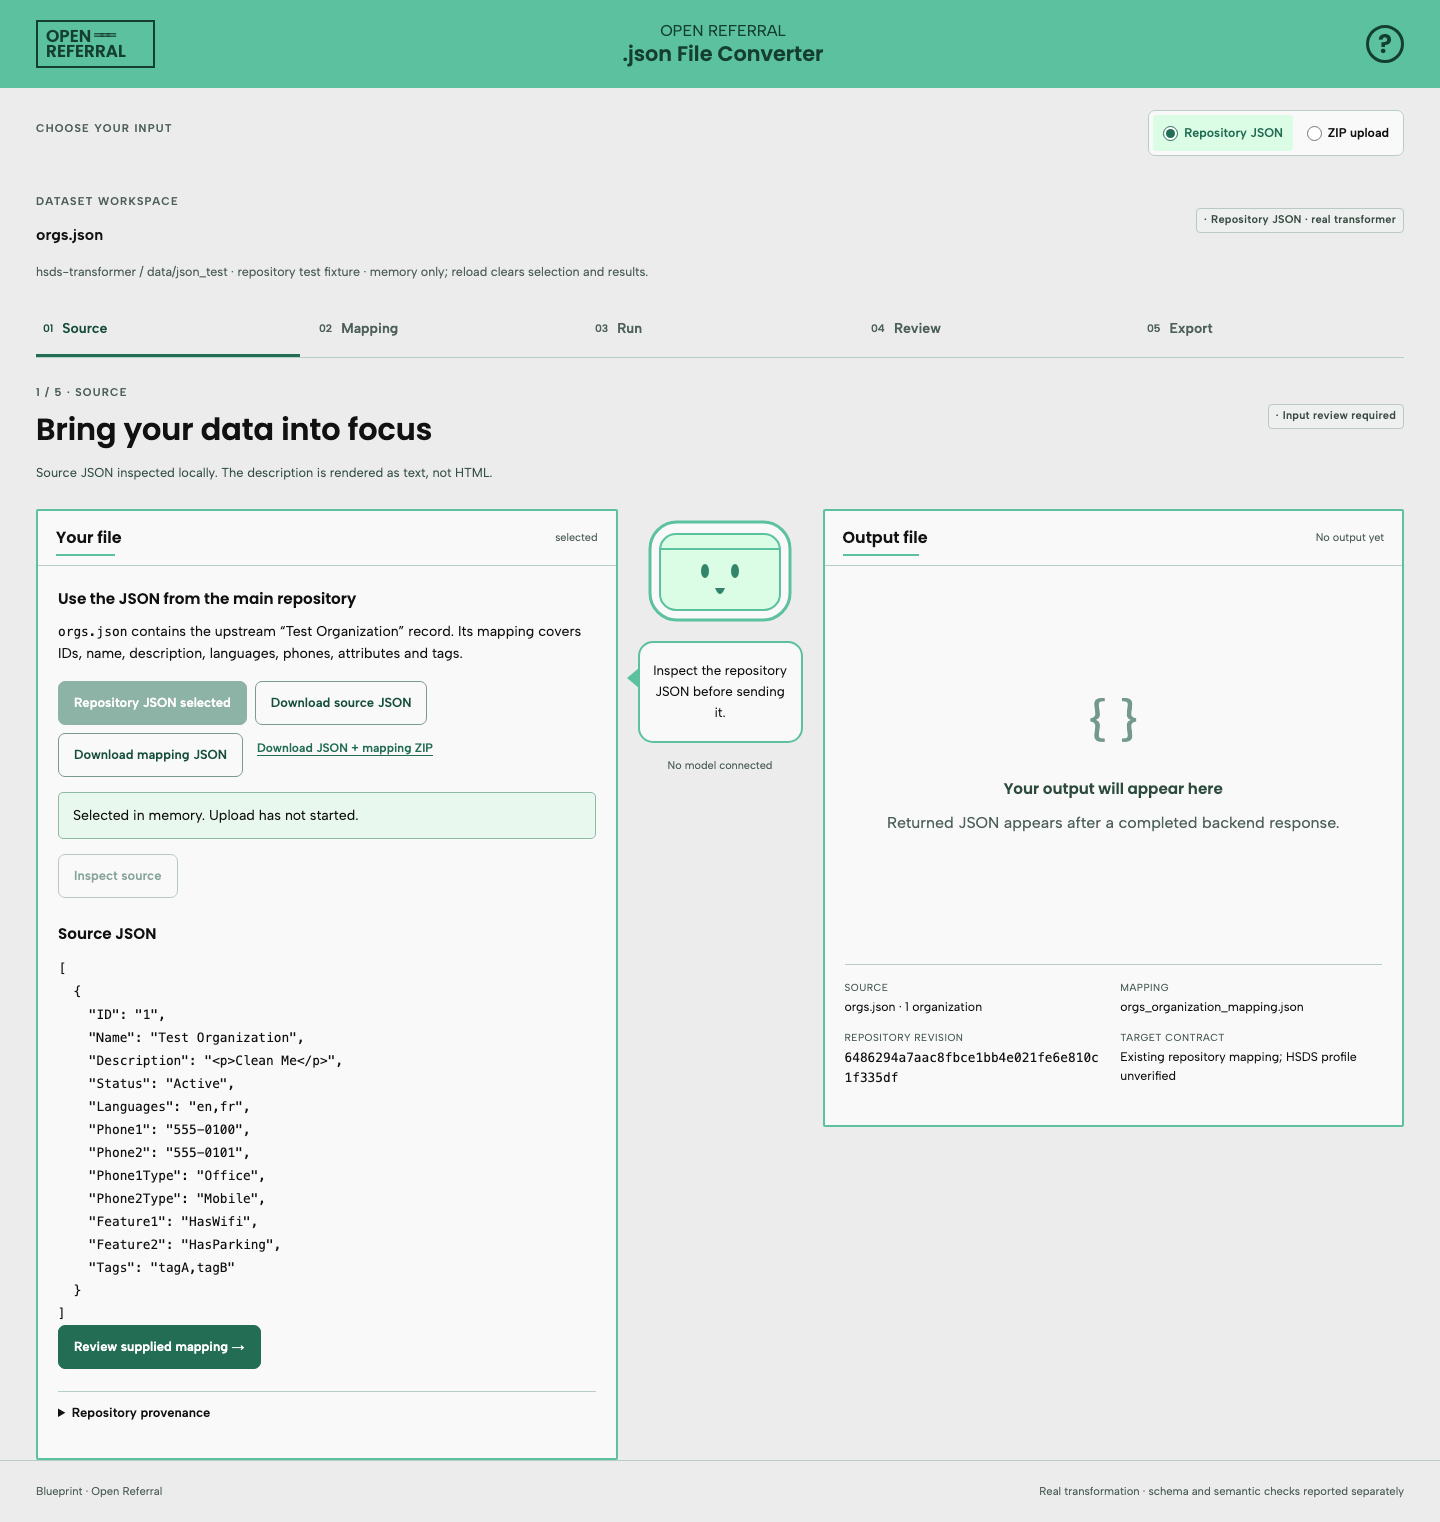 OPEN
REFERRAL
OPEN REFERRAL
.json File Converter
?
CHOOSE YOUR INPUT
Repository JSON
ZIP upload
DATASET WORKSPACE
orgs.json
· Repository JSON · real transformer
hsds-transformer / data/json_test · repository test fixture · memory only; reload clears selection and results.
01 Source
02 Mapping
03 Run
04 Review
05 Export
1 / 5 · SOURCE
Bring your data into focus
· Input review required
Source JSON inspected locally. The description is rendered as text, not HTML.
Your file
selected
Use the JSON from the main repository
orgs.json contains the upstream “Test Organization” record. Its mapping covers
IDs, name, description, languages, phones, attributes and tags.
Repository JSON selected
Download source JSON
Download mapping JSON
Download JSON + mapping ZIP
Selected in memory. Upload has not started.
Inspect source
Source JSON
[
{
"ID": "1",
"Name": "Test Organization",
"Description": "<p>Clean Me</p>",
"Status": "Active",
"Languages": "en,fr",
"Phone1": "555-0100",
"Phone2": "555-0101",
"Phone1Type": "Office",
"Phone2Type": "Mobile",
"Feature1": "HasWifi",
"Feature2": "HasParking",
"Tags": "tagA,tagB"
}
]
Review supplied mapping →
Repository provenance
Inspect the repository
JSON before sending
it.
No model connected
Output file
No output yet
{ }
Your output will appear here
Returned JSON appears after a completed backend response.
SOURCE
orgs.json · 1 organization
MAPPING
orgs_organization_mapping.json
REPOSITORY REVISION
6486294a7aac8fbce1bb4e021fe6e810c
1f335df
TARGET CONTRACT
Existing repository mapping; HSDS profile
unverified
Blueprint · Open Referral
Real transformation · schema and semantic checks reported separately